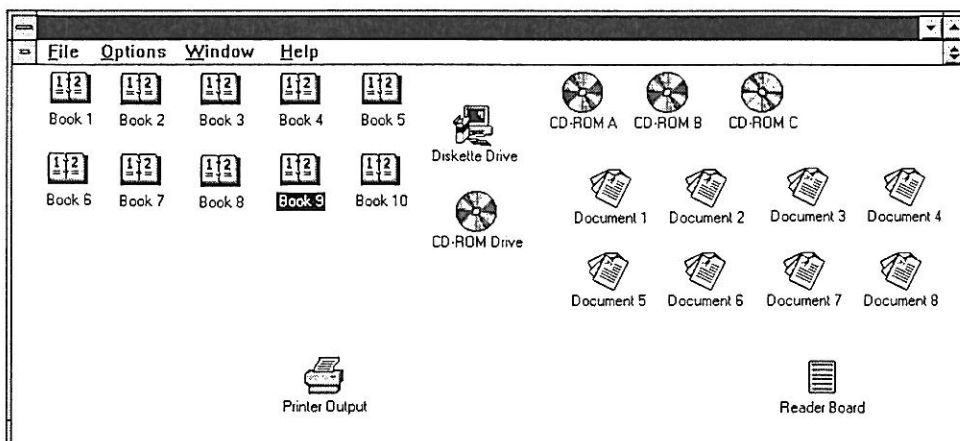 File Options Window Help
Book 1 Book 2 Book 3 Book 4 Book 5
Diskette Drive
CD-ROM A CD-ROM B CD-ROM C
Book 6 Book 7 Book 8 Book 9 Book 10
CD-ROM Drive
Document 1 Document 2 Document 3 Document 4
Document 5 Document 6 Document 7 Document 8
Printer Output
Reader Board